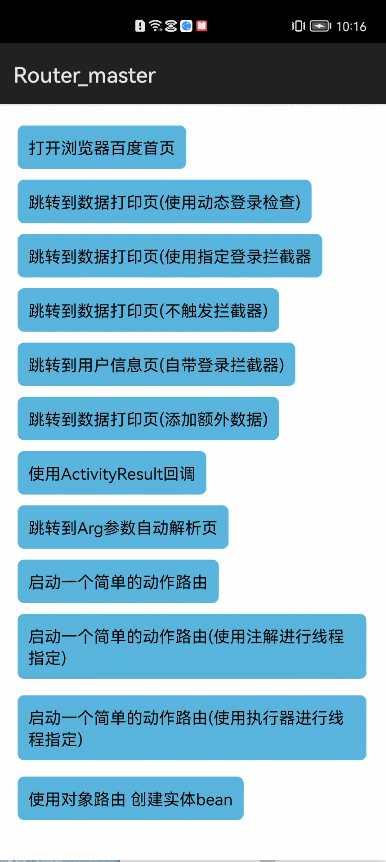 10:16
Router_master
打开浏览器百度首页
跳转到数据打印页(使用动态登录检查)
跳转到数据打印页(使用指定登录拦截器
跳转到数据打印页(不触发拦截器)
跳转到用户信息页(自带登录拦截器)
跳转到数据打印页(添加额外数据)
使用ActivityResult回调
跳转到Arg参数自动解析页
启动一个简单的动作路由
启动一个简单的动作路由(使用注解进行线程
指定)
启动一个简单的动作路由(使用执行器进行线
程指定)
使用对象路由 创建实体bean